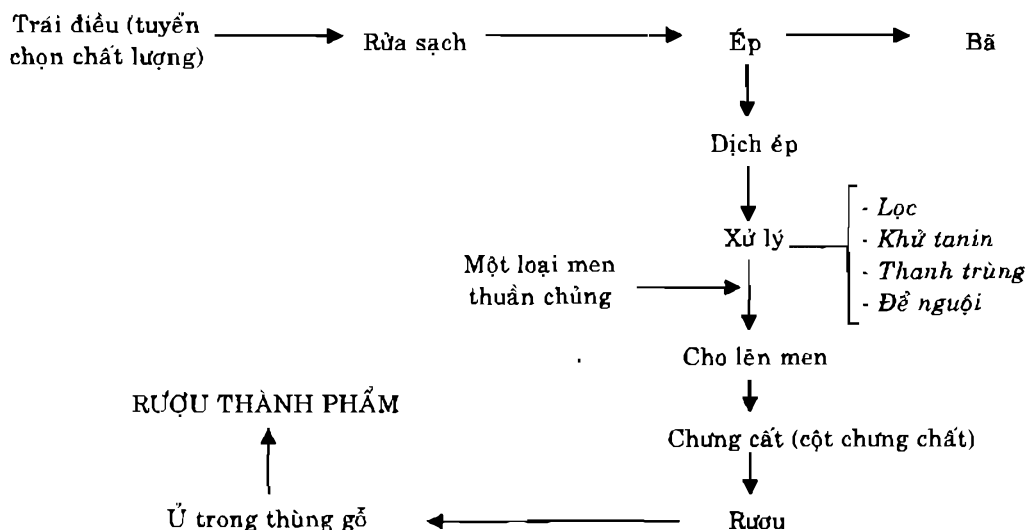 Trái điều (tuyển
chọn chất lượng)
Rửa sạch
Ép
Bã
Dịch ép
Xử lý
- Lọc
- Khử tanin
- Thanh trùng
- Để nguội
Một loại men
thuần chủng
Cho lên men
Chưng cất (cột chưng chất)
Rượu
Ủ trong thùng gỗ
RƯỢU THÀNH PHẨM